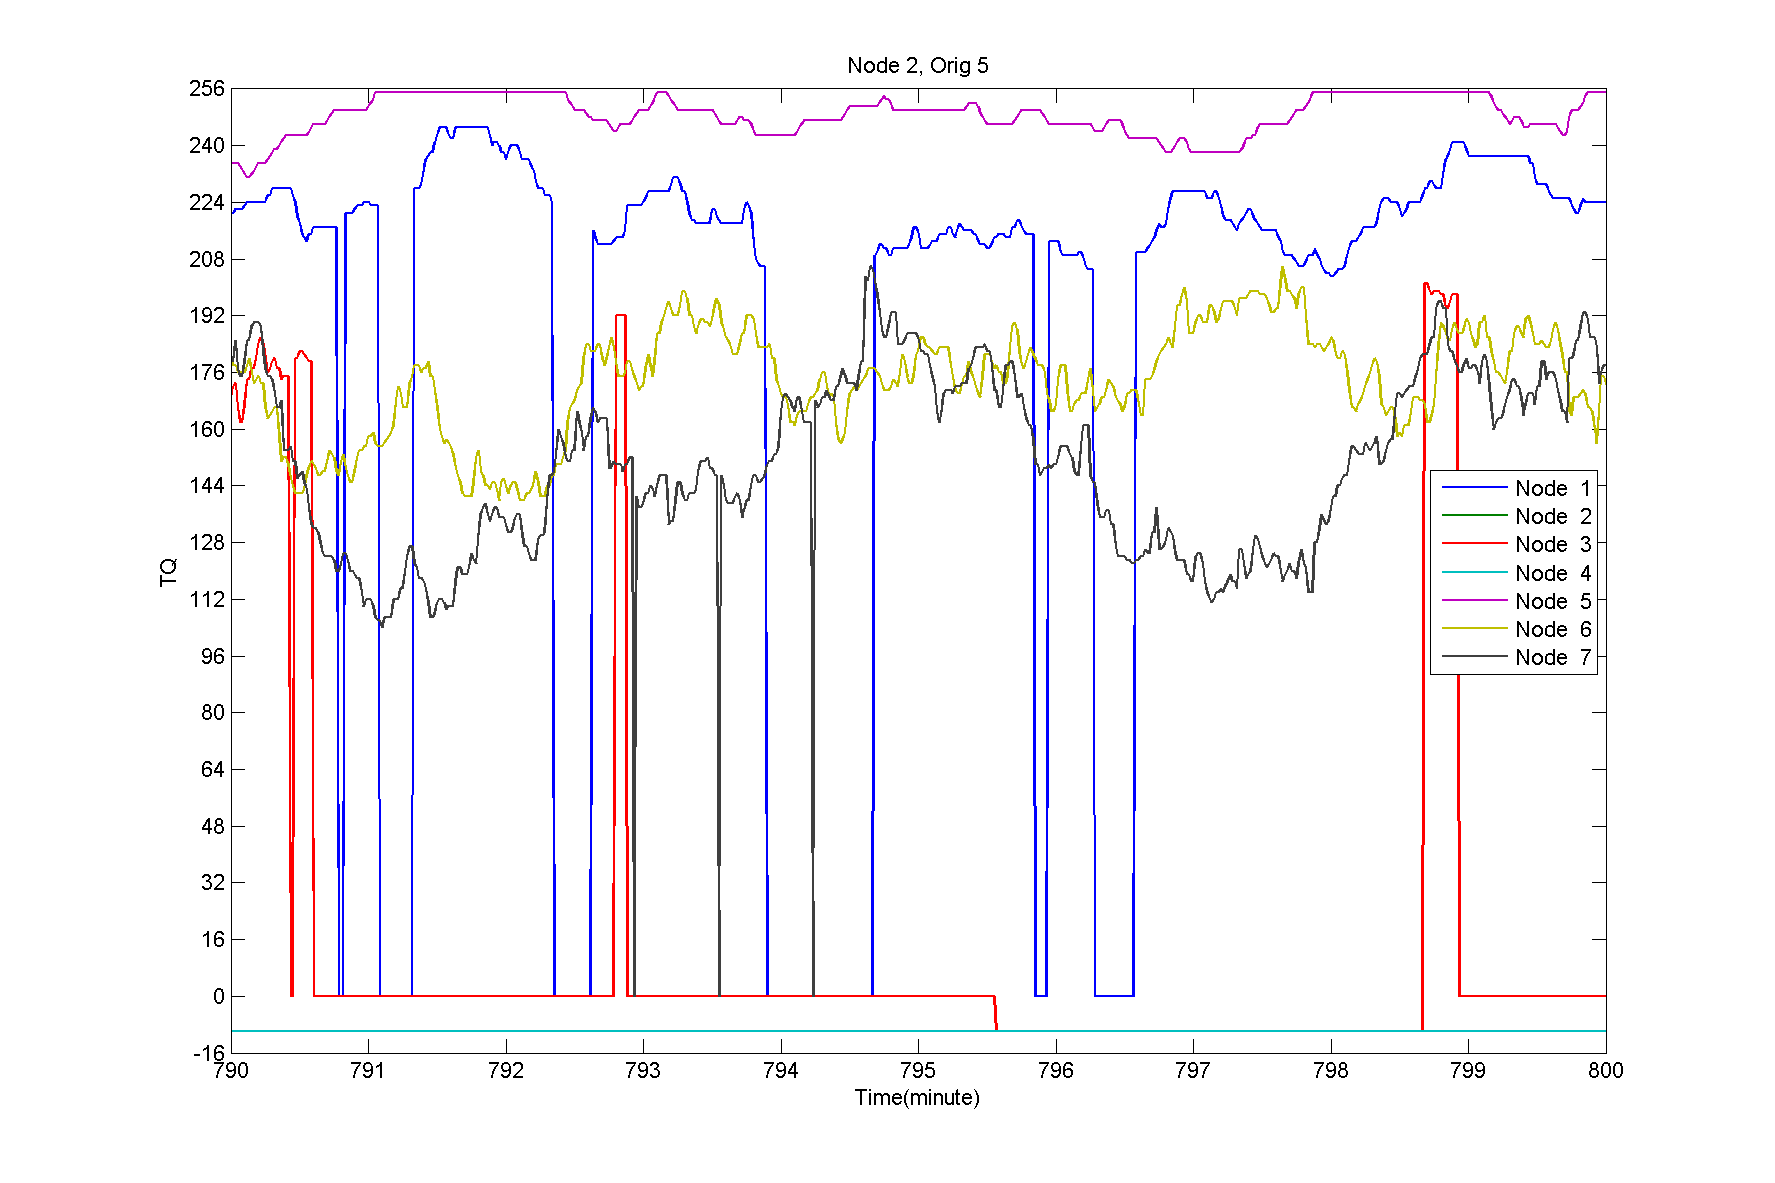 Node 2, Orig 5
256
240
224
208
192
176
160
144
128
112
96
80
64
48
32
16
0
-16
TQ
Node 1
Node 2
Node 3
Node 4
Node 5
Node 6
Node 7
790 791 792 793 794 795 796 797 798 799 800
Time(minute)